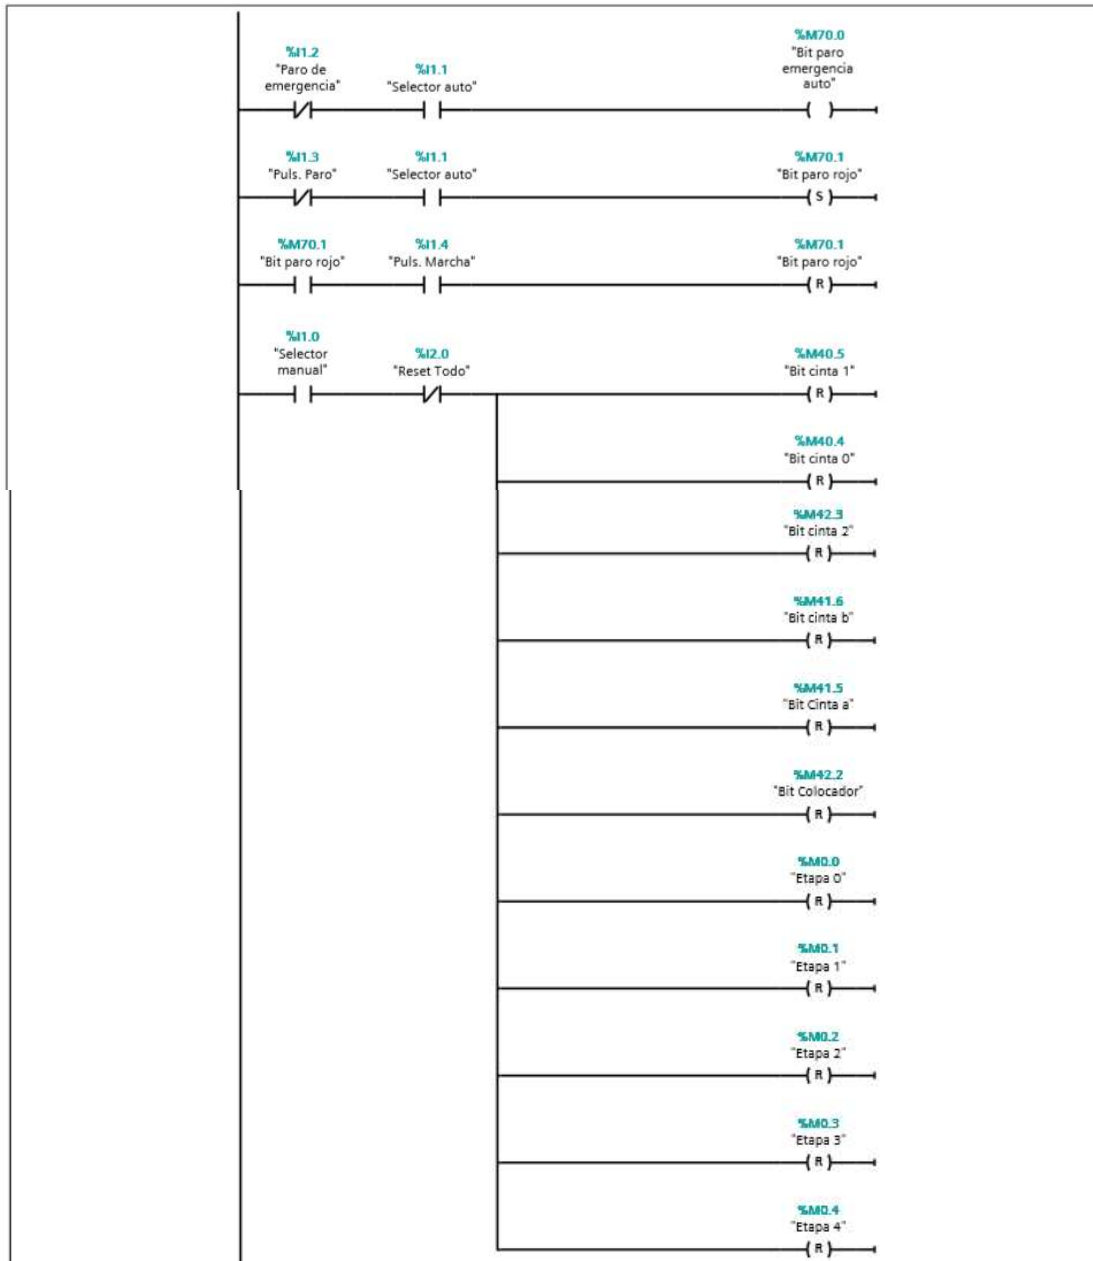 %I1.2
"Paro de
emergencia"
%I1.1
"Selector auto"
%M70.0
"Bit paro
emergencia
auto"
%I1.3
"Puls. Paro"
%I1.1
"Selector auto"
%M70.1
"Bit paro rojo"
S
%M70.1
"Bit paro rojo"
%I1.4
"Puls. Marcha"
%M70.1
"Bit paro rojo"
R
%I1.0
"Selector
manual"
%I2.0
"Reset Todo"
%M40.5
"Bit cinta 1"
R
%M40.4
"Bit cinta 0"
R
%M42.3
"Bit cinta 2"
R
%M41.6
"Bit cinta b"
R
%M41.5
"Bit Cinta a"
R
%M42.2
"Bit Colocador"
R
%M0.0
"Etapa 0"
R
%M0.1
"Etapa 1"
R
%M0.2
"Etapa 2"
R
%M0.3
"Etapa 3"
R
%M0.4
"Etapa 4"
R